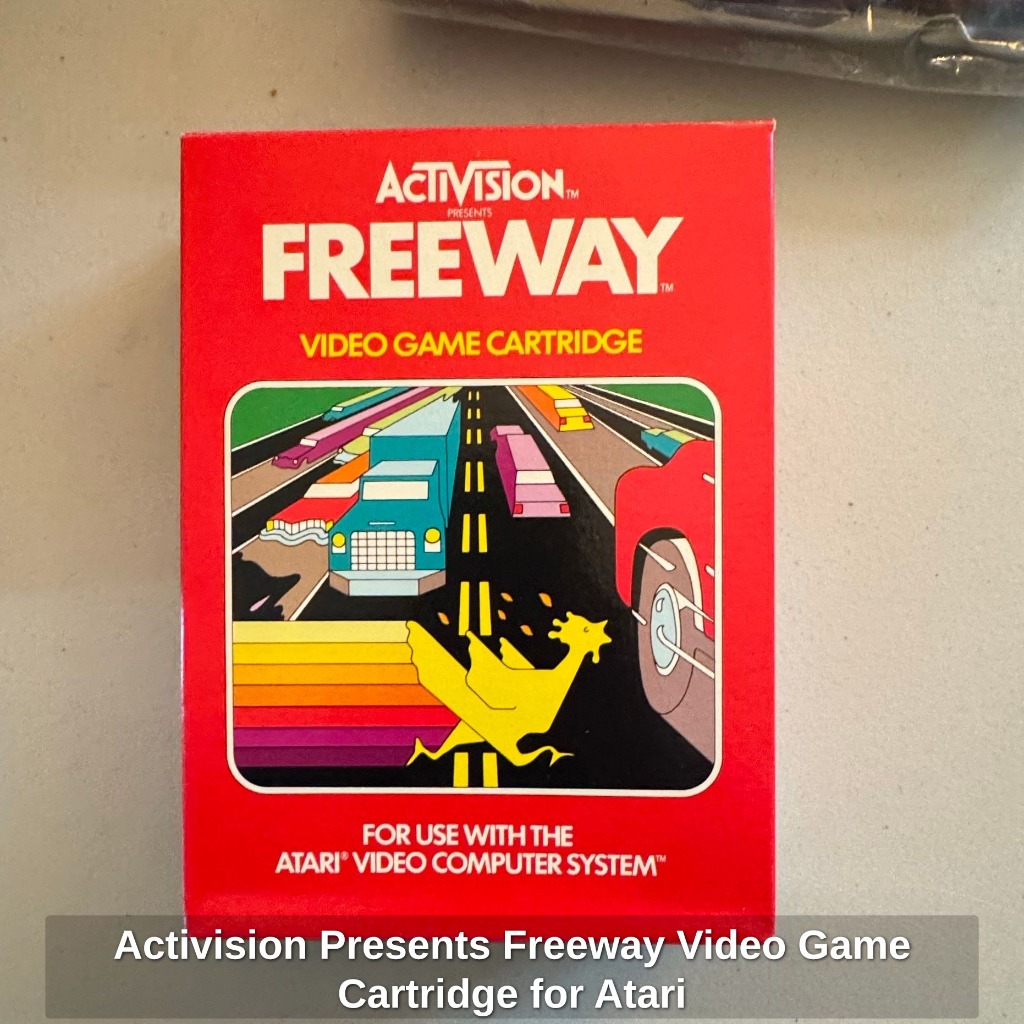 ACTIVISION™
PRESENTS
FREEWAY™
VIDEO GAME CARTRIDGE
FOR USE WITH THE
ATARI® VIDEO COMPUTER SYSTEM™
Activision Presents Freeway Video Game
Cartridge for Atari